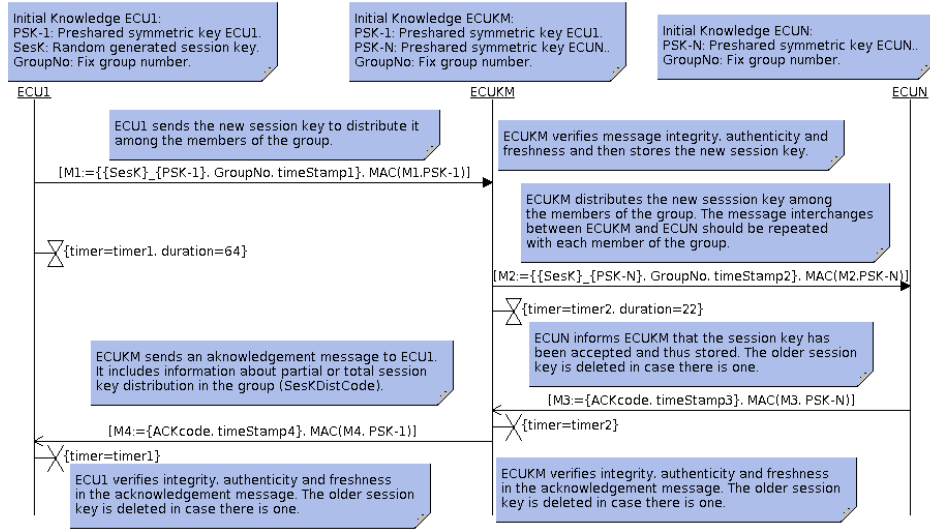 Initial Knowledge ECU1:
PSK-1: Preshared symmetric key ECU1.
SesK: Random generated session key.
GroupNo: Fix group number.
Initial Knowledge ECUKM:
PSK-1: Preshared symmetric key ECU1.
PSK-N: Preshared symmetric key ECUN..
GroupNo: Fix group number.
Initial Knowledge ECUN:
PSK-N: Preshared symmetric key ECUN..
GroupNo: Fix group number.
ECU1
ECUKM
ECUN
ECU1 sends the new session key to distribute it
among the members of the group.
ECUKM verifies message integrity. authenticity and
freshness and then stores the new session key.
[M1:={{SesK}_{PSK-1}. GroupNo. timeStamp1}. MAC(M1.PSK-1)]
ECUKM distributes the new sesssion key among
the members of the group. The message interchanges
between ECUKM and ECUN should be repeated
with each member of the group.
{timer=timer1. duration=64}
[M2:={{SesK}_{PSK-N}. GroupNo. timeStamp2}. MAC(M2.PSK-N)]
{timer=timer2. duration=22}
ECUN informs ECUKM that the session key has
been accepted and thus stored. The older session
key is deleted in case there is one.
ECUKM sends an aknowledgement message to ECU1.
It includes information about partial or total session
key distribution in the group (SesKDistCode).
[M3:={ACKcode. timeStamp3}. MAC(M3. PSK-N)]
{timer=timer2}
[M4:={ACKcode. timeStamp4}. MAC(M4. PSK-1)]
{timer=timer1}
ECU1 verifies integrity. authenticity and freshness
in the acknowledgement message. The older session
key is deleted in case there is one.
ECUKM verifies integrity. authenticity and freshness
in the acknowledgement message. The older session
key is deleted in case there is one.